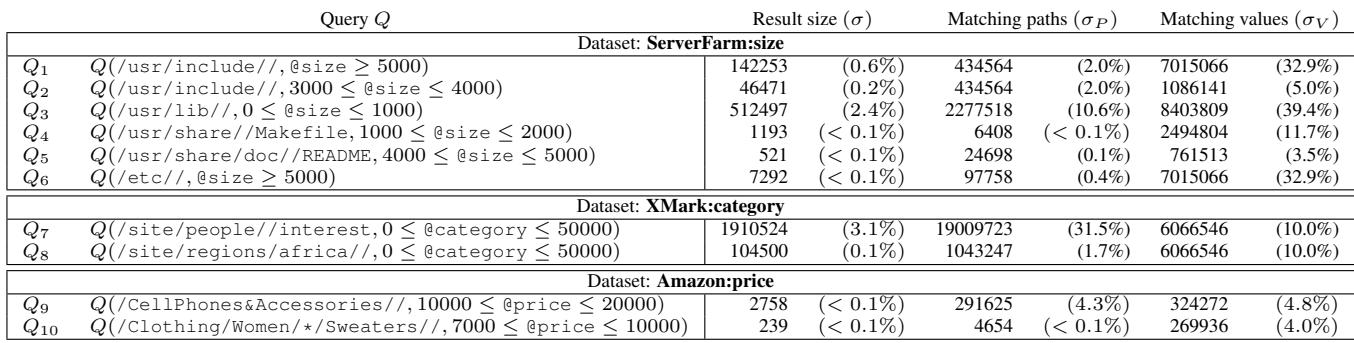 Query Q Result size (σ) Matching paths (σ_P) Matching values (σ_V)
Dataset: ServerFarm:size
Q₁ Q(/usr/include//, @size ≥ 5000) 142253 (0.6%) 434564 (2.0%) 7015066 (32.9%)
Q₂ Q(/usr/include//, 3000 ≤ @size ≤ 4000) 46471 (0.2%) 434564 (2.0%) 1086141 (5.0%)
Q₃ Q(/usr/lib//, 0 ≤ @size ≤ 1000) 512497 (2.4%) 2277518 (10.6%) 8403809 (39.4%)
Q₄ Q(/usr/share//Makefile, 1000 ≤ @size ≤ 2000) 1193 (< 0.1%) 6408 (< 0.1%) 2494804 (11.7%)
Q₅ Q(/usr/share/doc//README, 4000 ≤ @size ≤ 5000) 521 (< 0.1%) 24698 (0.1%) 761513 (3.5%)
Q₆ Q(/etc//, @size ≥ 5000) 7292 (< 0.1%) 97758 (0.4%) 7015066 (32.9%)
Dataset: XMark:category
Q₇ Q(/site/people//interest, 0 ≤ @category ≤ 50000) 1910524 (3.1%) 19009723 (31.5%) 6066546 (10.0%)
Q₈ Q(/site/regions/africa//, 0 ≤ @category ≤ 50000) 104500 (0.1%) 1043247 (1.7%) 6066546 (10.0%)
Dataset: Amazon:price
Q₉ Q(/CellPhones&Accessories//, 10000 ≤ @price ≤ 20000) 2758 (< 0.1%) 291625 (4.3%) 324272 (4.8%)
Q₁₀ Q(/Clothing/Women/*/Sweaters//, 7000 ≤ @price ≤ 10000) 239 (< 0.1%) 4654 (< 0.1%) 269936 (4.0%)